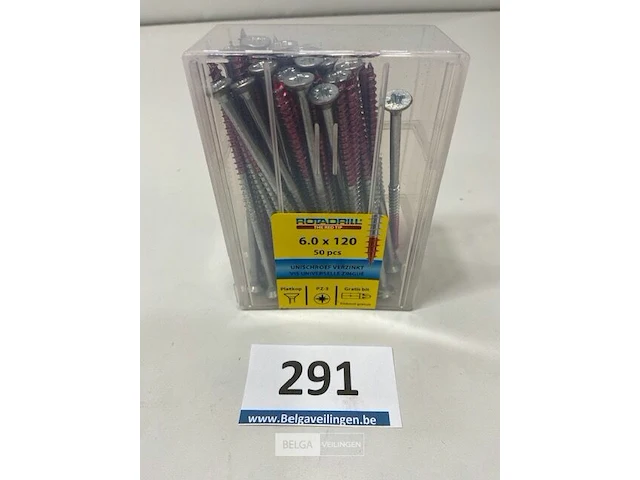 ROTADRILL
THE RED TIP
6.0 x 120
50 pcs
UNISCHROEF VERZINKT
VIS UNIVERSELLE ZINGUE
Platkop
PZ-3
Gratis bit
291
www.Belgaveilingen.be
BELGA VEILINGEN